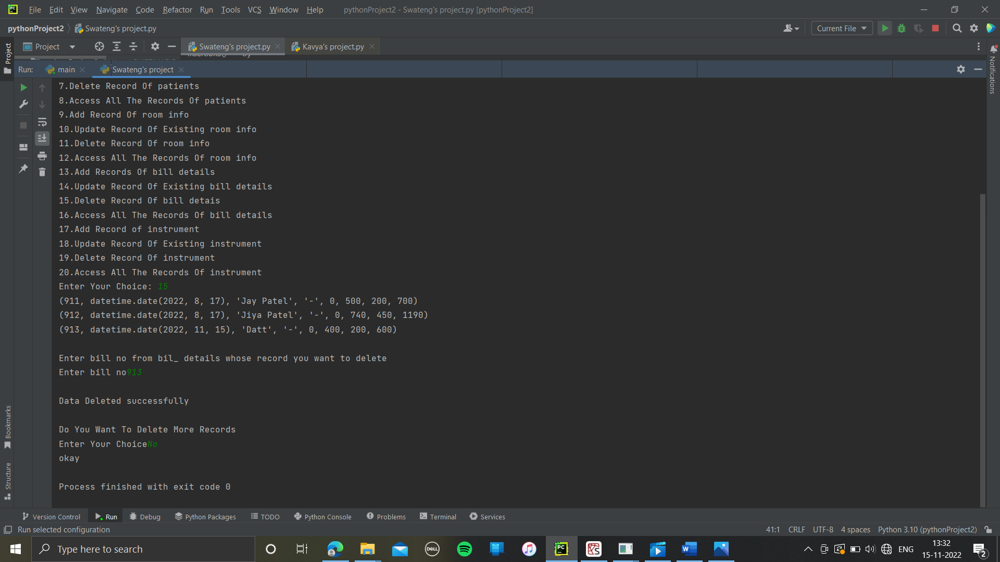 File Edit View Navigate Code Refactor Run Tools VCS Window Help pythonProject2 - Swateng's project.py [pythonProject2]
pythonProject2 Swateng's project.py Current File
Project Project Swateng's project.py Kavya's project.py
Notifications
Run: main Swateng's project
7.Delete Record Of patients
8.Access All The Records Of patients
9.Add Record Of room info
10.Update Record Of Existing room info
11.Delete Record Of room info
12.Access All The Records Of room info
13.Add Records Of bill details
14.Update Record Of Existing bill details
15.Delete Record Of bill detais
16.Access All The Records Of bill details
17.Add Record of instrument
18.Update Record Of Existing instrument
19.Delete Record Of instrument
20.Access All The Records Of instrument
Enter Your Choice: 15
(911, datetime.date(2022, 8, 17), 'Jay Patel', '-', 0, 500, 200, 700)
(912, datetime.date(2022, 8, 17), 'Jiya Patel', '-', 0, 740, 450, 1190)
(913, datetime.date(2022, 11, 15), 'Datt', '-', 0, 400, 200, 600)
Enter bill no from bil_ details whose record you want to delete
Enter bill no913
Data Deleted successfully
Do You Want To Delete More Records
Enter Your ChoiceNo
okay
Process finished with exit code 0
Bookmarks
Structure
Version Control Run Debug Python Packages TODO Python Console Problems Terminal Services
Run selected configuration 41:1 CRLF UTF-8 4 spaces Python 3.10 (pythonProject2)
Type here to search DELL PC W ENG 13:32
15-11-2022 2